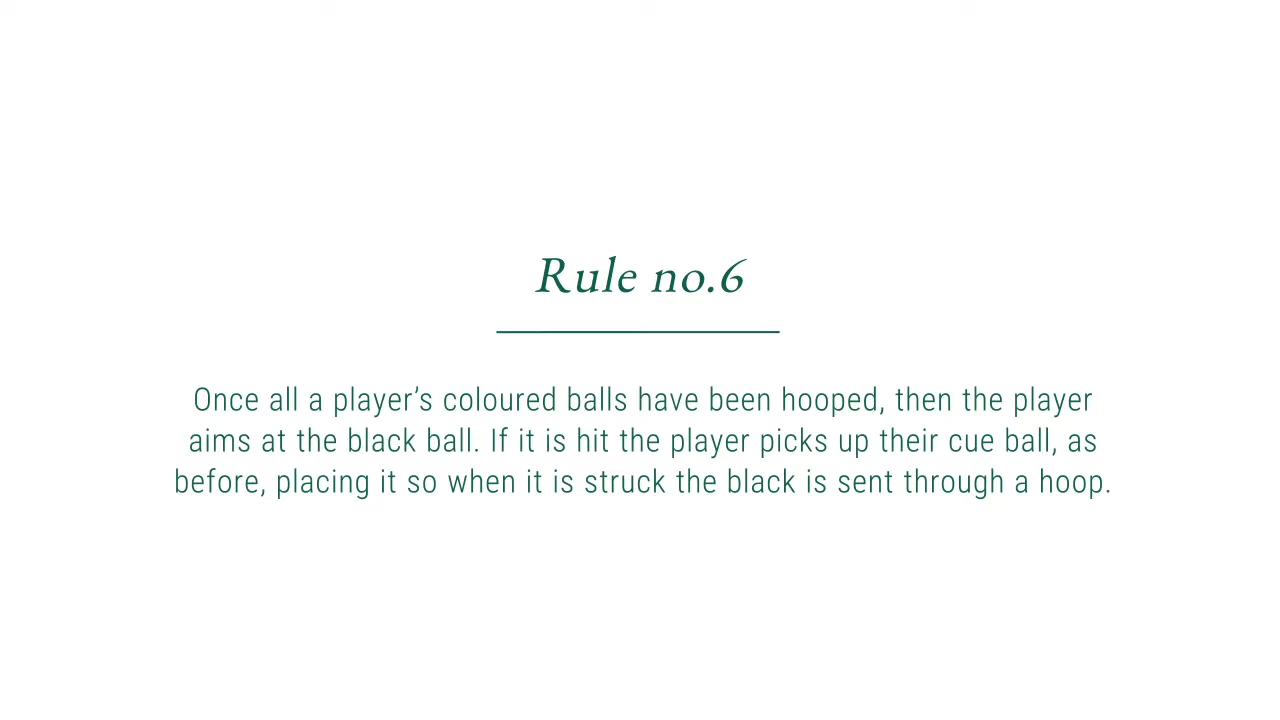 Rule no.6
Once all a player’s coloured balls have been hooped, then the player
aims at the black ball. If it is hit the player picks up their cue ball, as
before, placing it so when it is struck the black is sent through a hoop.